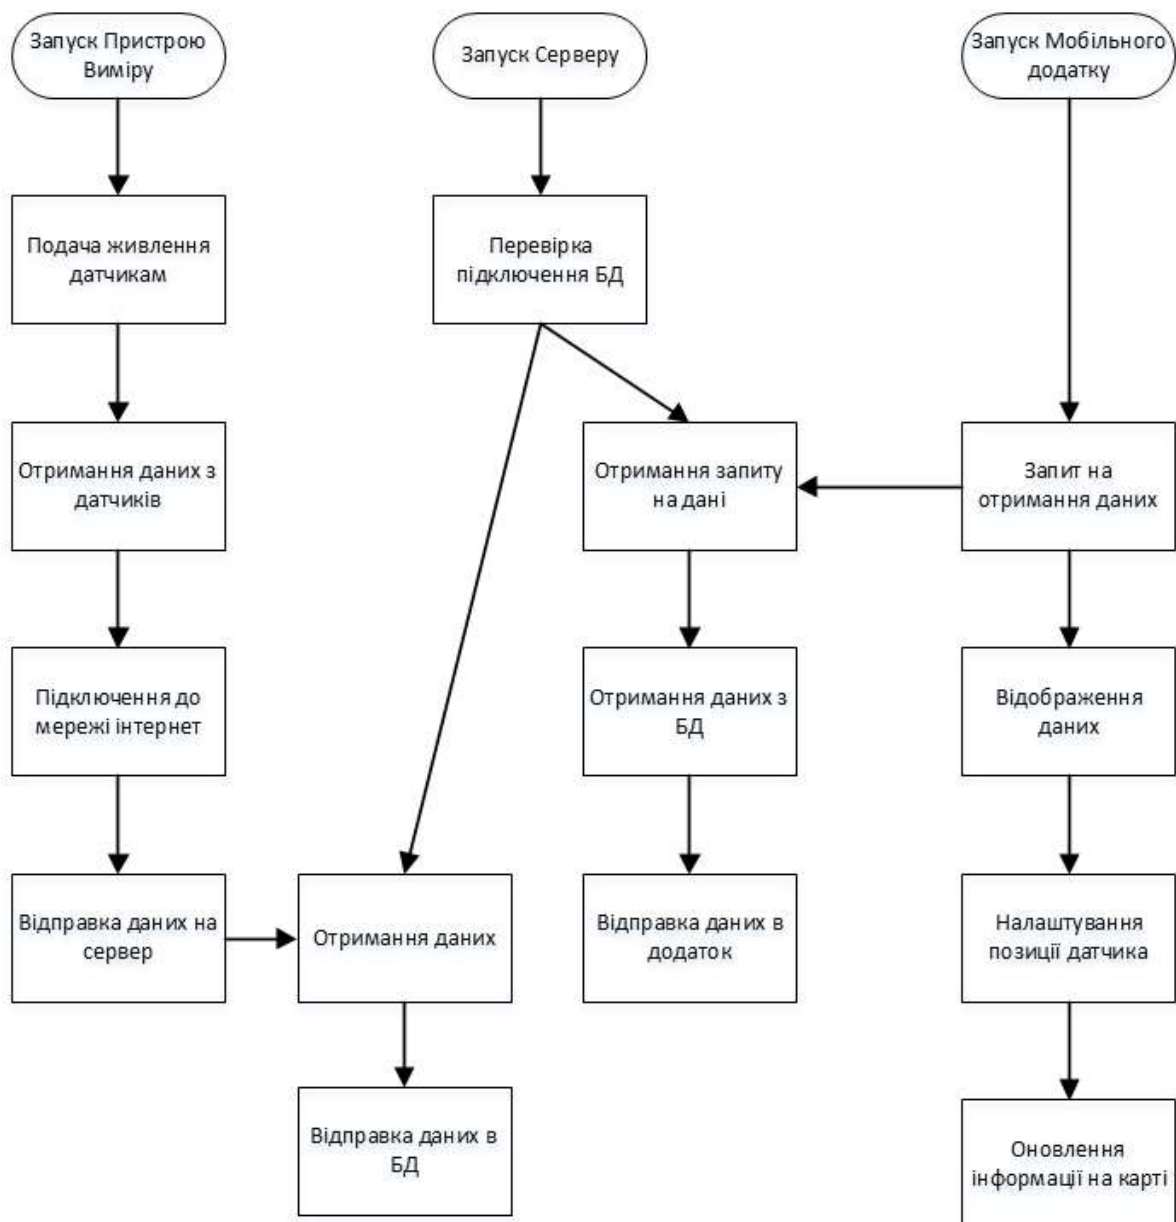 Запуск Пристрою
Виміру
Запуск Серверу
Запуск Мобільного
додатку
Подача живлення
датчикам
Перевірка
підключення БД
Отримання даних з
датчиків
Отримання запиту
на дані
Запит на
отримання даних
Підключення до
мережі інтернет
Отримання даних з
БД
Відображення
даних
Відправка даних на
сервер
Отримання даних
Відправка даних в
додаток
Налаштування
позиції датчика
Відправка даних в
БД
Оновлення
інформації на карті